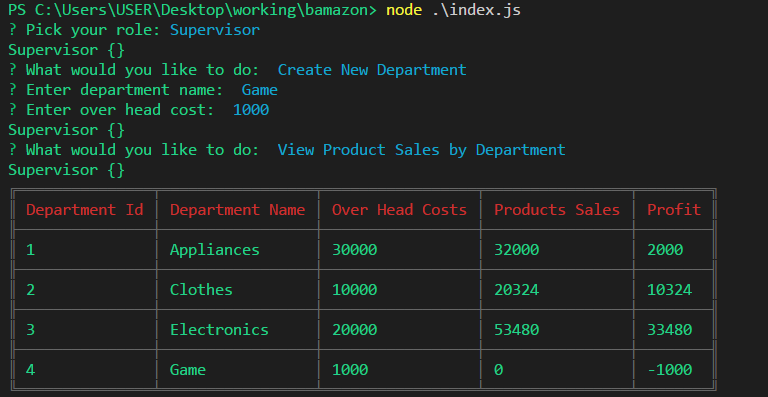 PS C:\Users\USER\Desktop\working\bamazon> node .\index.js
? Pick your role: Supervisor
Supervisor {}
? What would you like to do:  Create New Department
? Enter department name:  Game
? Enter over head cost:  1000
Supervisor {}
? What would you like to do:  View Product Sales by Department
Supervisor {}
Department Id Department Name Over Head Costs Products Sales Profit
1 Appliances 30000 32000 2000
2 Clothes 10000 20324 10324
3 Electronics 20000 53480 33480
4 Game 1000 0 -1000